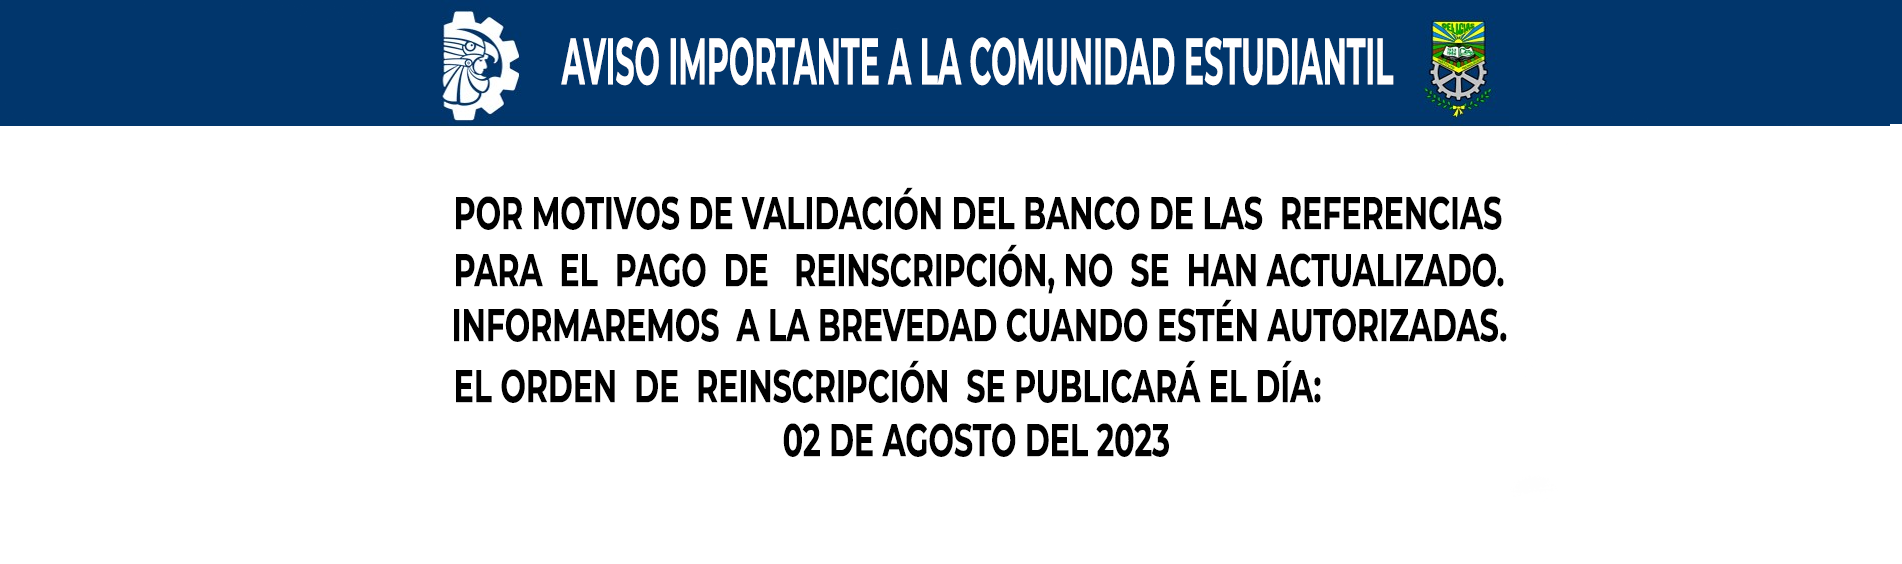 AVISO IMPORTANTE A LA COMUNIDAD ESTUDIANTIL
DELICIAS
POR MOTIVOS DE VALIDACIÓN DEL BANCO DE LAS REFERENCIAS
PARA EL PAGO DE REINSCRIPCIÓN, NO SE HAN ACTUALIZADO.
INFORMAREMOS A LA BREVEDAD CUANDO ESTÉN AUTORIZADAS.
EL ORDEN DE REINSCRIPCIÓN SE PUBLICARÁ EL DÍA:
02 DE AGOSTO DEL 2023